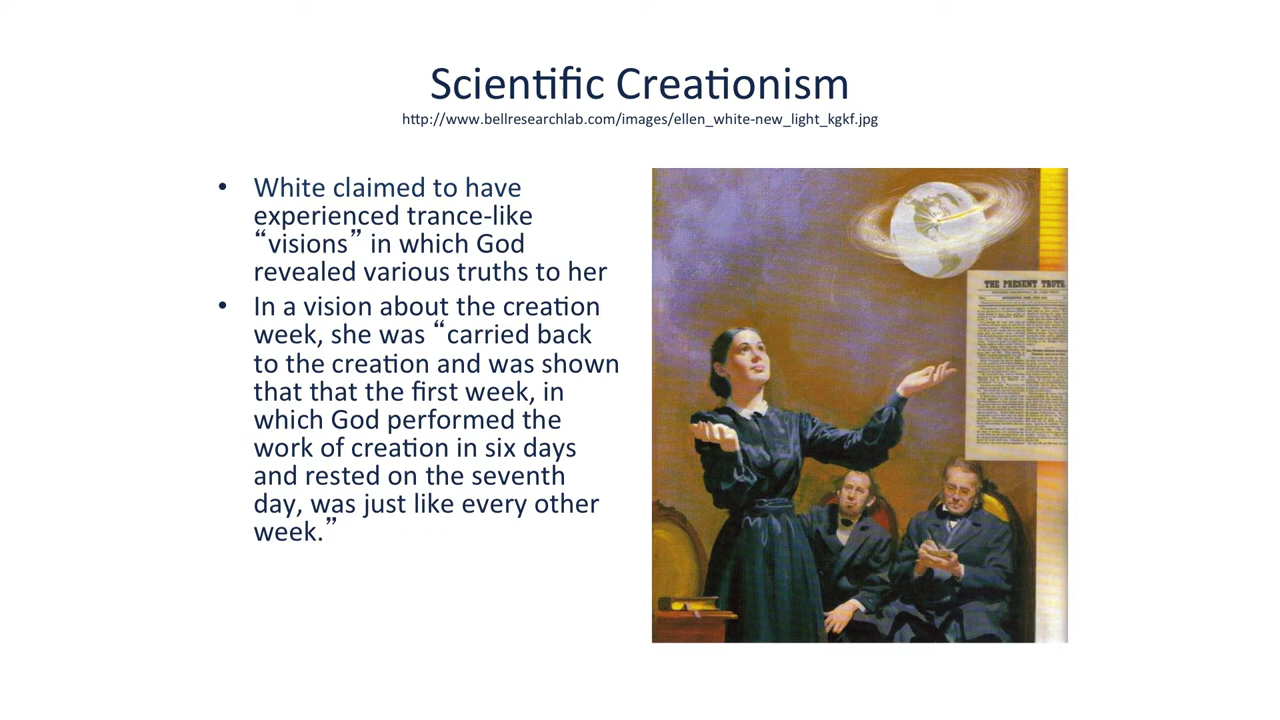 Scientific Creationism
http://www.bellresearchlab.com/images/ellen_white-new_light_kgkf.jpg
• White claimed to have
experienced trance-like
“visions” in which God
revealed various truths to her
• In a vision about the creation
week, she was “carried back
to the creation and was shown
that that the first week, in
which God performed the
work of creation in six days
and rested on the seventh
day, was just like every other
week.”
THE PRESENT TRUTH